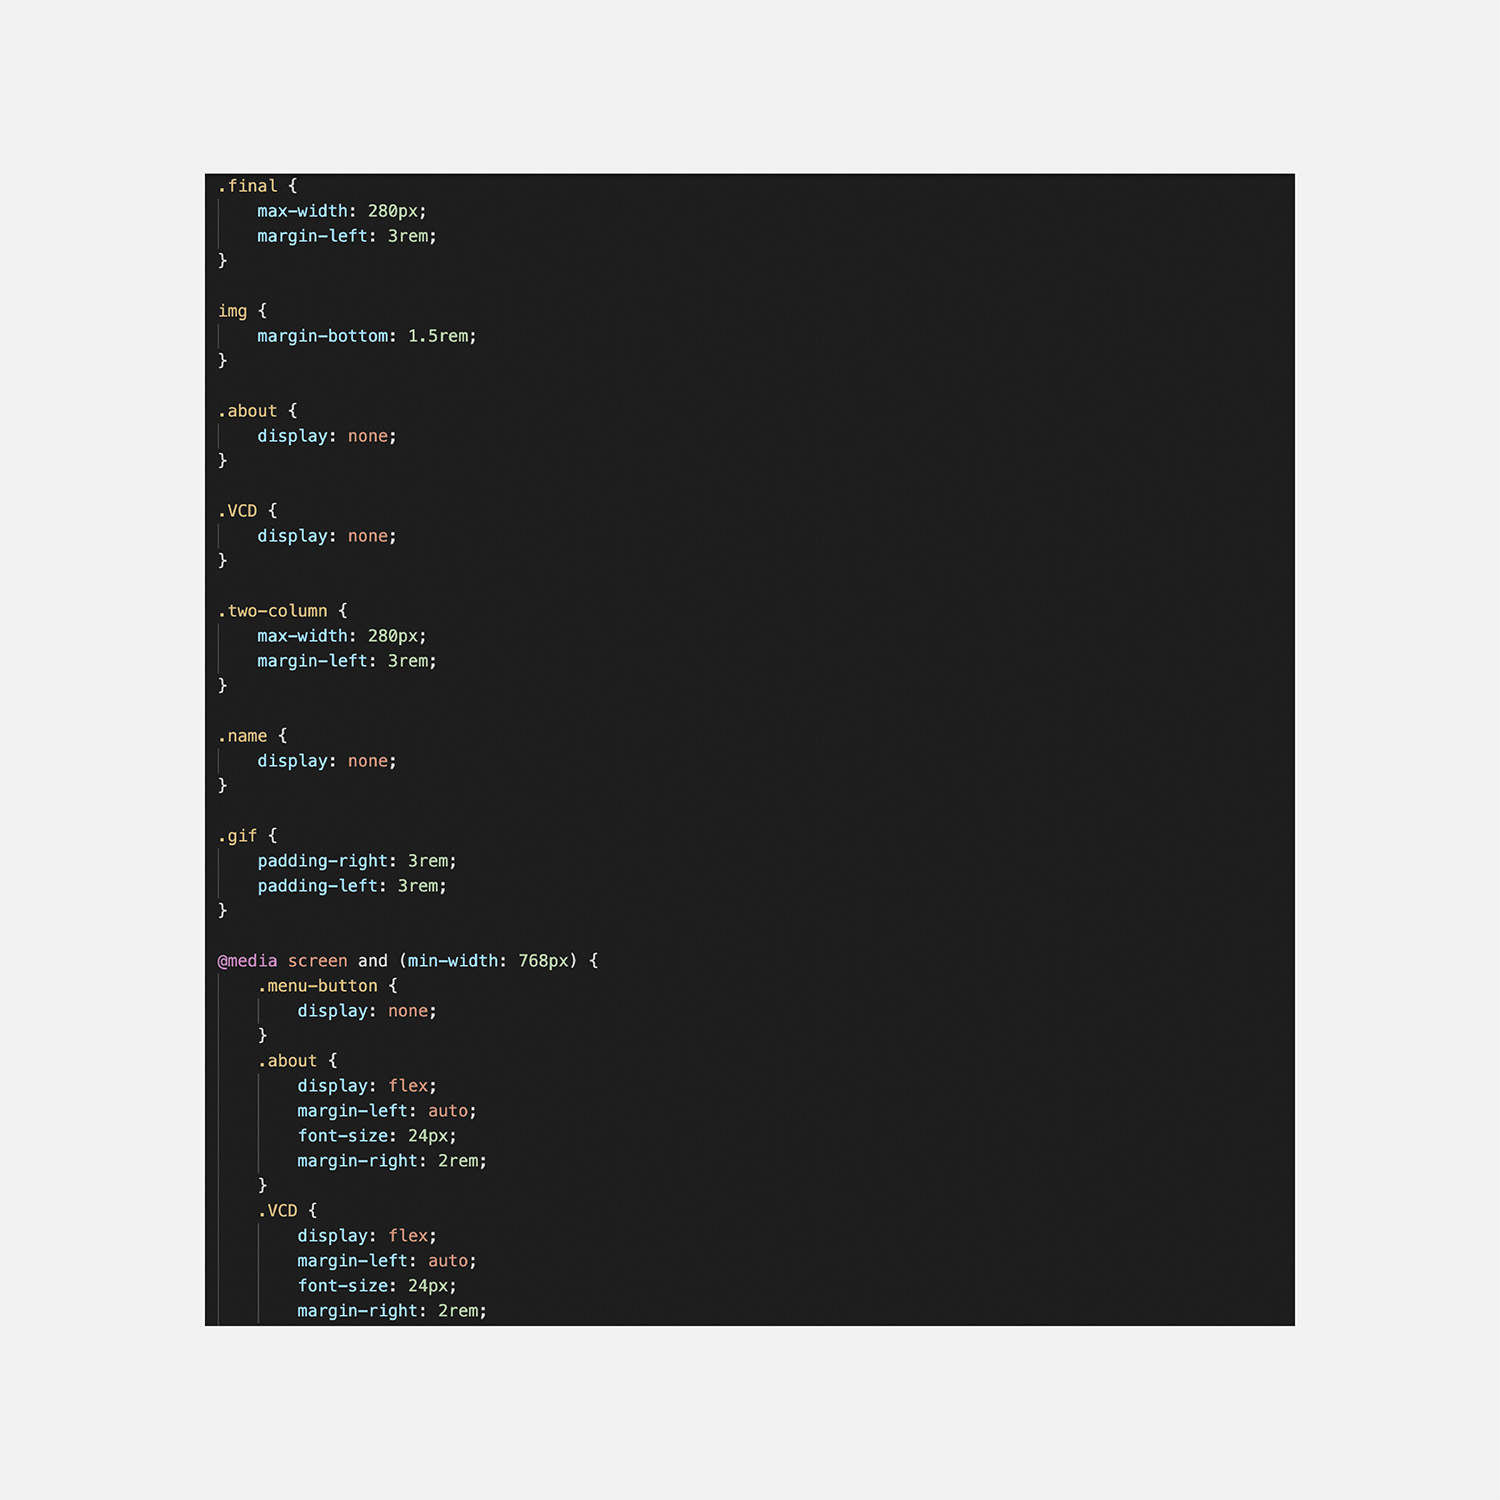 .final {
    max-width: 280px;
    margin-left: 3rem;
}
img {
    margin-bottom: 1.5rem;
}
.about {
    display: none;
}
.VCD {
    display: none;
}
.two-column {
    max-width: 280px;
    margin-left: 3rem;
}
.name {
    display: none;
}
.gif {
    padding-right: 3rem;
    padding-left: 3rem;
}
@media screen and (min-width: 768px) {
    .menu-button {
        display: none;
    }
    .about {
        display: flex;
        margin-left: auto;
        font-size: 24px;
        margin-right: 2rem;
    }
    .VCD {
        display: flex;
        margin-left: auto;
        font-size: 24px;
        margin-right: 2rem;